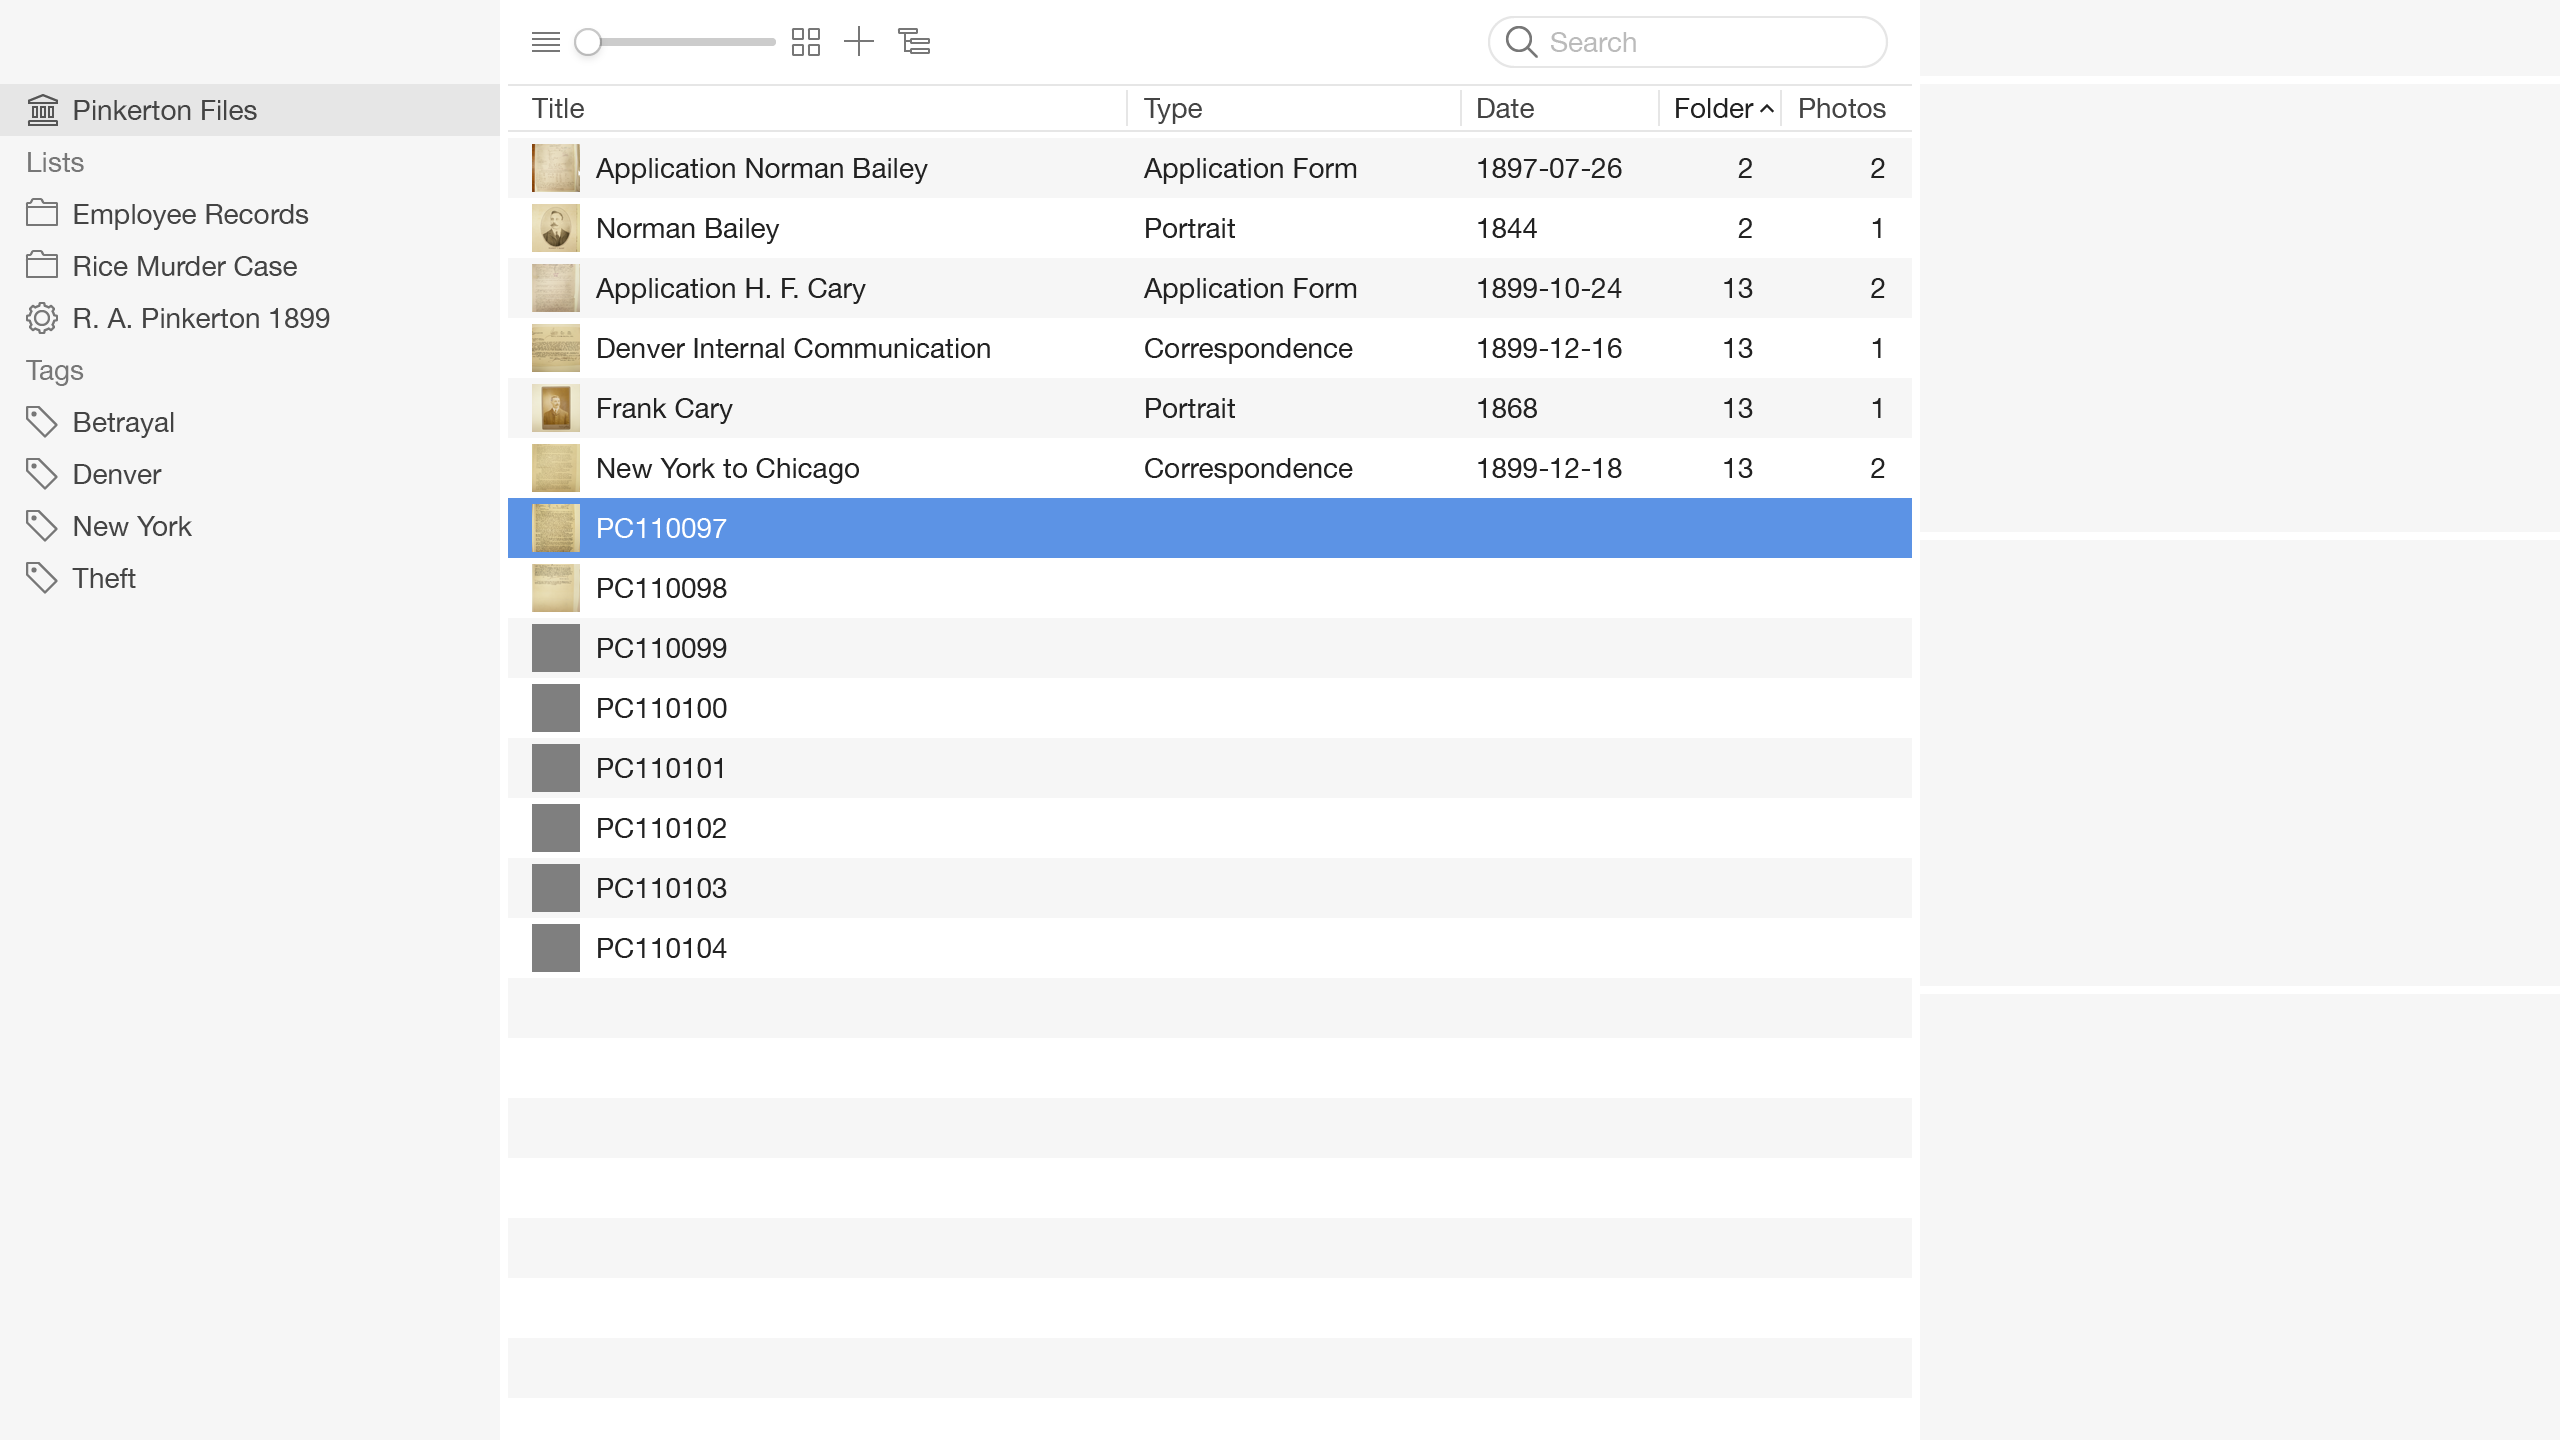 Search
Pinkerton Files
Lists
Employee Records
Rice Murder Case
R. A. Pinkerton 1899
Tags
Betrayal
Denver
New York
Theft
Title Type Date Folder Photos
Application Norman Bailey Application Form 1897-07-26 2 2
Norman Bailey Portrait 1844 2 1
Application H. F. Cary Application Form 1899-10-24 13 2
Denver Internal Communication Correspondence 1899-12-16 13 1
Frank Cary Portrait 1868 13 1
New York to Chicago Correspondence 1899-12-18 13 2
PC110097
PC110098
PC110099
PC110100
PC110101
PC110102
PC110103
PC110104